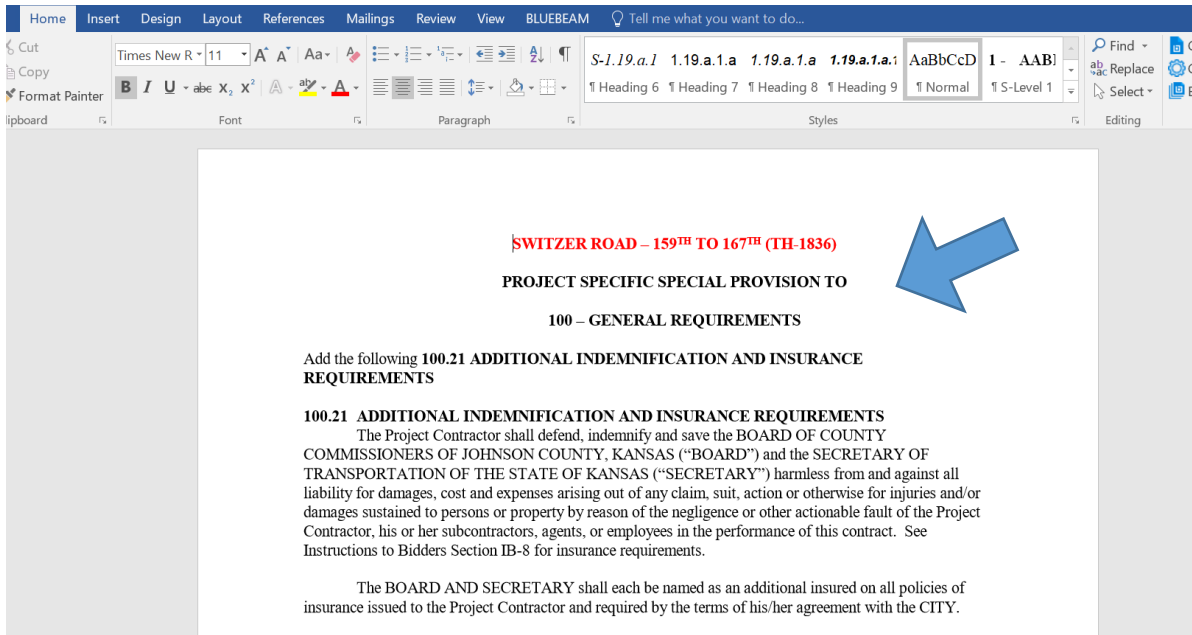 Home Insert Design Layout References Mailings Review View BLUEBEAM Tell me what you want to do...
Cut
Copy
Format Painter
Times New R 11 A A Aa
B I U abc X2 X2 A ab A
S-1.19.a.1 1.19.a.1.a 1.19.a.1.a 1.19.a.1.a.1 AaBbCcD 1 - AAB
¶ Heading 6 ¶ Heading 7 ¶ Heading 8 ¶ Heading 9 ¶ Normal ¶ S-Level 1
Find
Replace
Select
Font Paragraph Styles Editing
SWITZER ROAD – 159TH TO 167TH (TH-1836)
PROJECT SPECIFIC SPECIAL PROVISION TO
100 – GENERAL REQUIREMENTS
Add the following 100.21 ADDITIONAL INDEMNIFICATION AND INSURANCE
REQUIREMENTS
100.21 ADDITIONAL INDEMNIFICATION AND INSURANCE REQUIREMENTS
The Project Contractor shall defend, indemnify and save the BOARD OF COUNTY
COMMISSIONERS OF JOHNSON COUNTY, KANSAS (“BOARD”) and the SECRETARY OF
TRANSPORTATION OF THE STATE OF KANSAS (“SECRETARY”) harmless from and against all
liability for damages, cost and expenses arising out of any claim, suit, action or otherwise for injuries and/or
damages sustained to persons or property by reason of the negligence or other actionable fault of the Project
Contractor, his or her subcontractors, agents, or employees in the performance of this contract. See
Instructions to Bidders Section IB-8 for insurance requirements.
The BOARD AND SECRETARY shall each be named as an additional insured on all policies of
insurance issued to the Project Contractor and required by the terms of his/her agreement with the CITY.